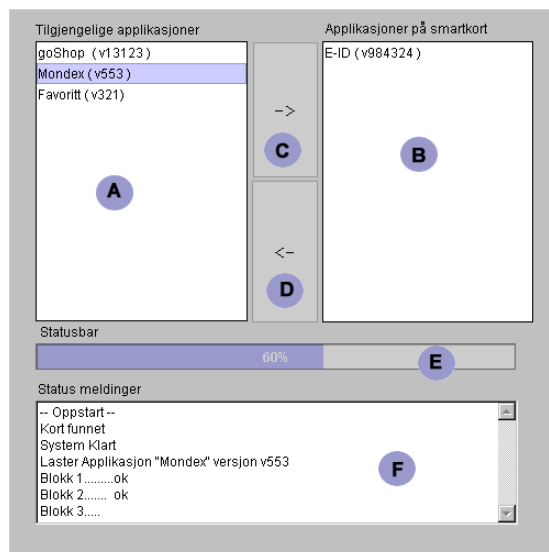 Tilgjengelige applikasjoner
goShop (v13123)
Mondex (v553)
Favoritt (v321)
A
->
C
<-
D
Applikasjoner på smartkort
E-ID (v984324)
B
Statusbar
60%
E
Status meldinger
-- Oppstart --
Kort funnet
System Klart
Laster Applikasjon "Mondex" versjon v553
Blokk 1.........ok
Blokk 2....... ok
Blokk 3.....
F